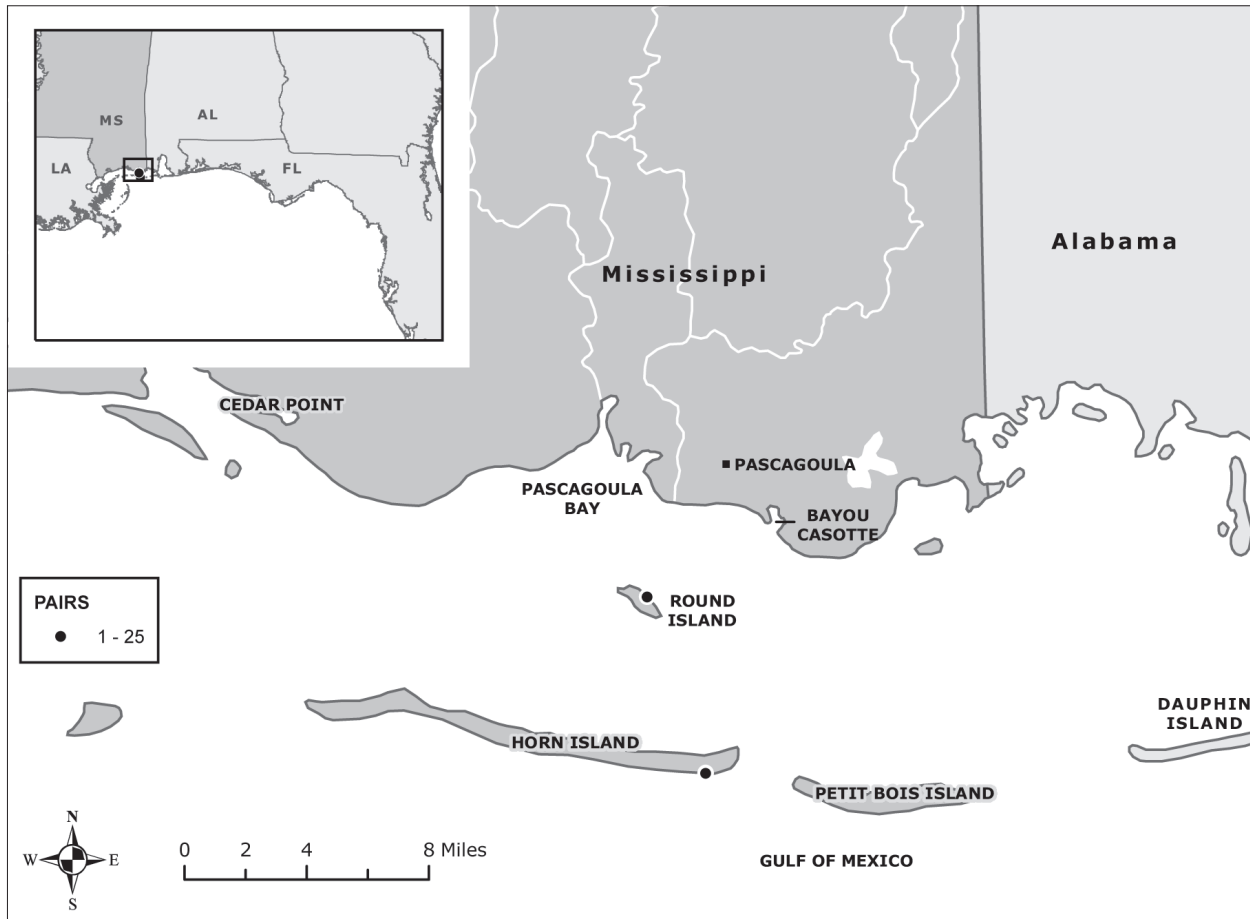 MS
AL
LA
FL
Alabama
Mississippi
CEDAR POINT
PASCAGOULA
PASCAGOULA
BAY
BAYOU
CASOTTE
PAIRS
1 - 25
ROUND
ISLAND
DAUPHIN
ISLAND
HORN ISLAND
PETIT BOIS ISLAND
N
W E
S
0 2 4 8 Miles
GULF OF MEXICO